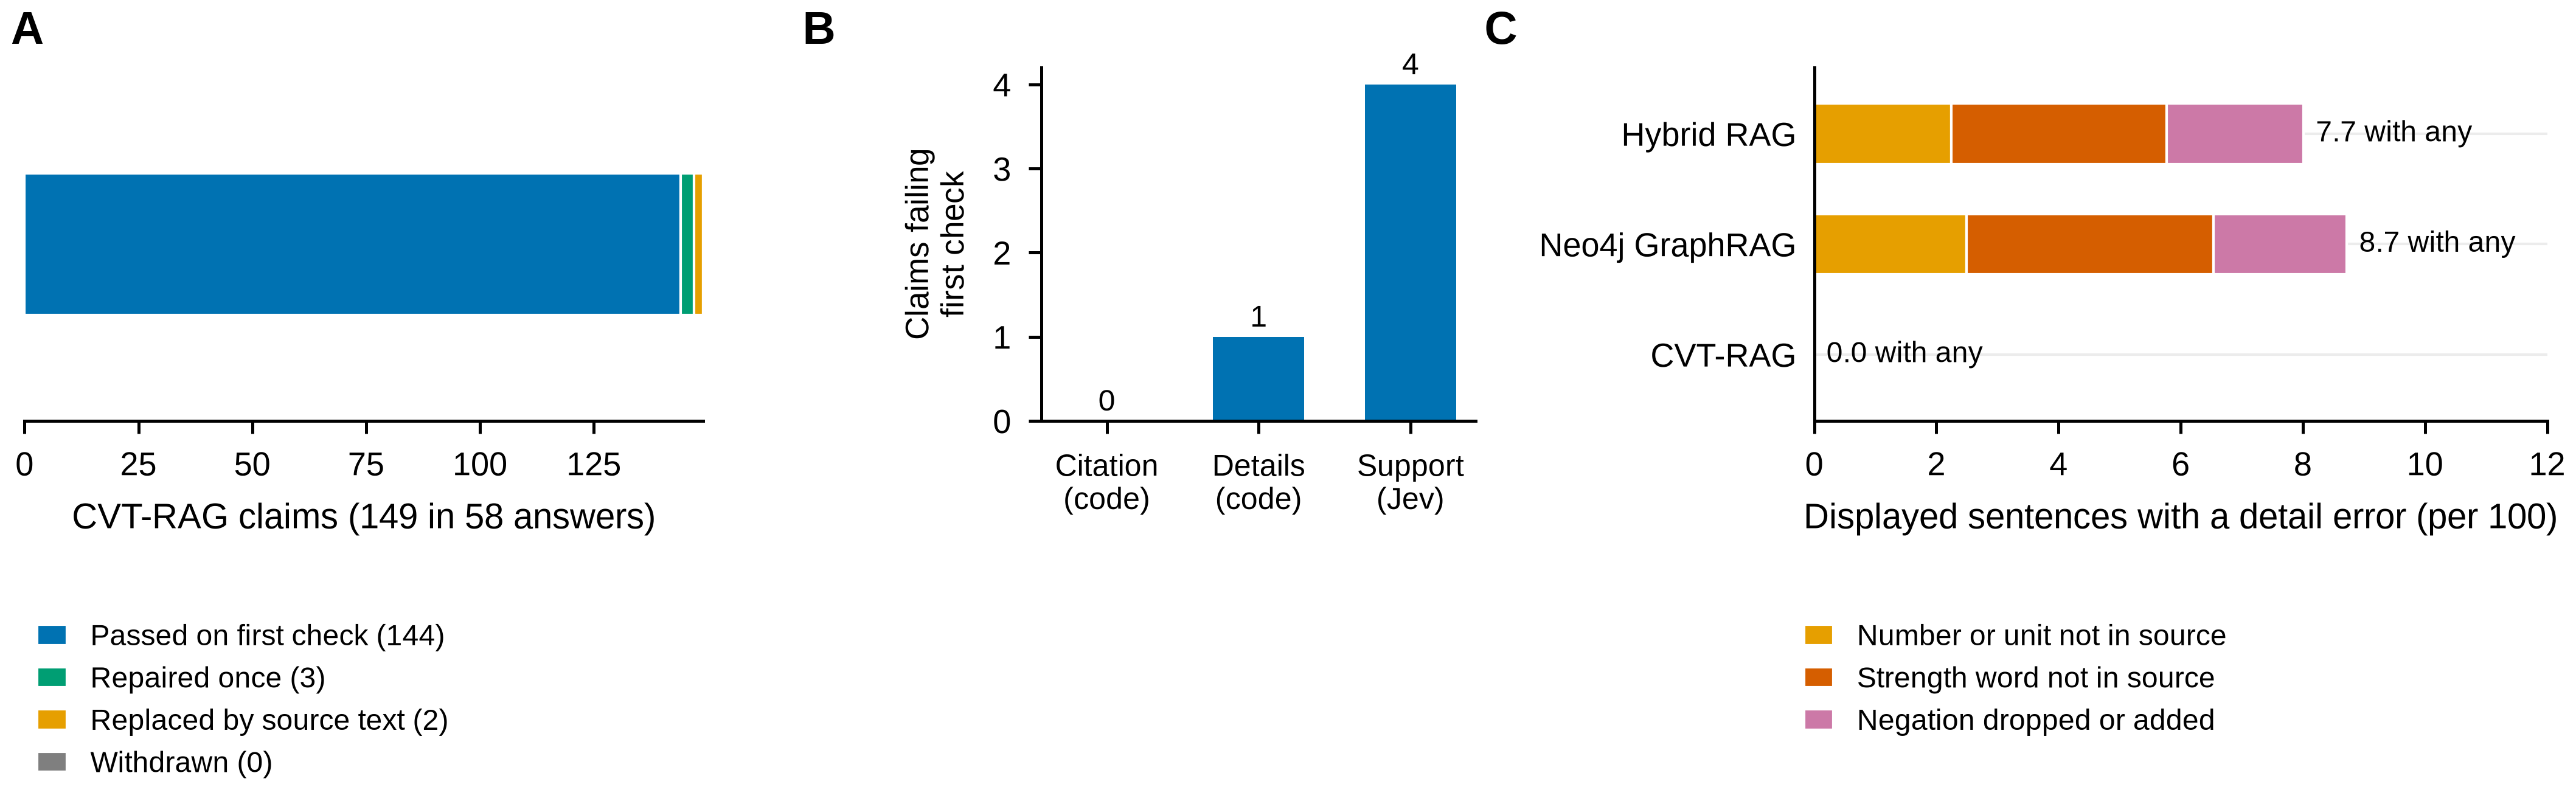 A
0
25
50
75
100
125
CVT-RAG claims (149 in 58 answers)
Passed on first check (144)
Repaired once (3)
Replaced by source text (2)
Withdrawn (0)
B
Claims failing
first check
4
3
2
1
0
0
1
4
Citation
(code)
Details
(code)
Support
(Jev)
C
Hybrid RAG
7.7 with any
Neo4j GraphRAG
8.7 with any
CVT-RAG
0.0 with any
0
2
4
6
8
10
12
Displayed sentences with a detail error (per 100)
Number or unit not in source
Strength word not in source
Negation dropped or added